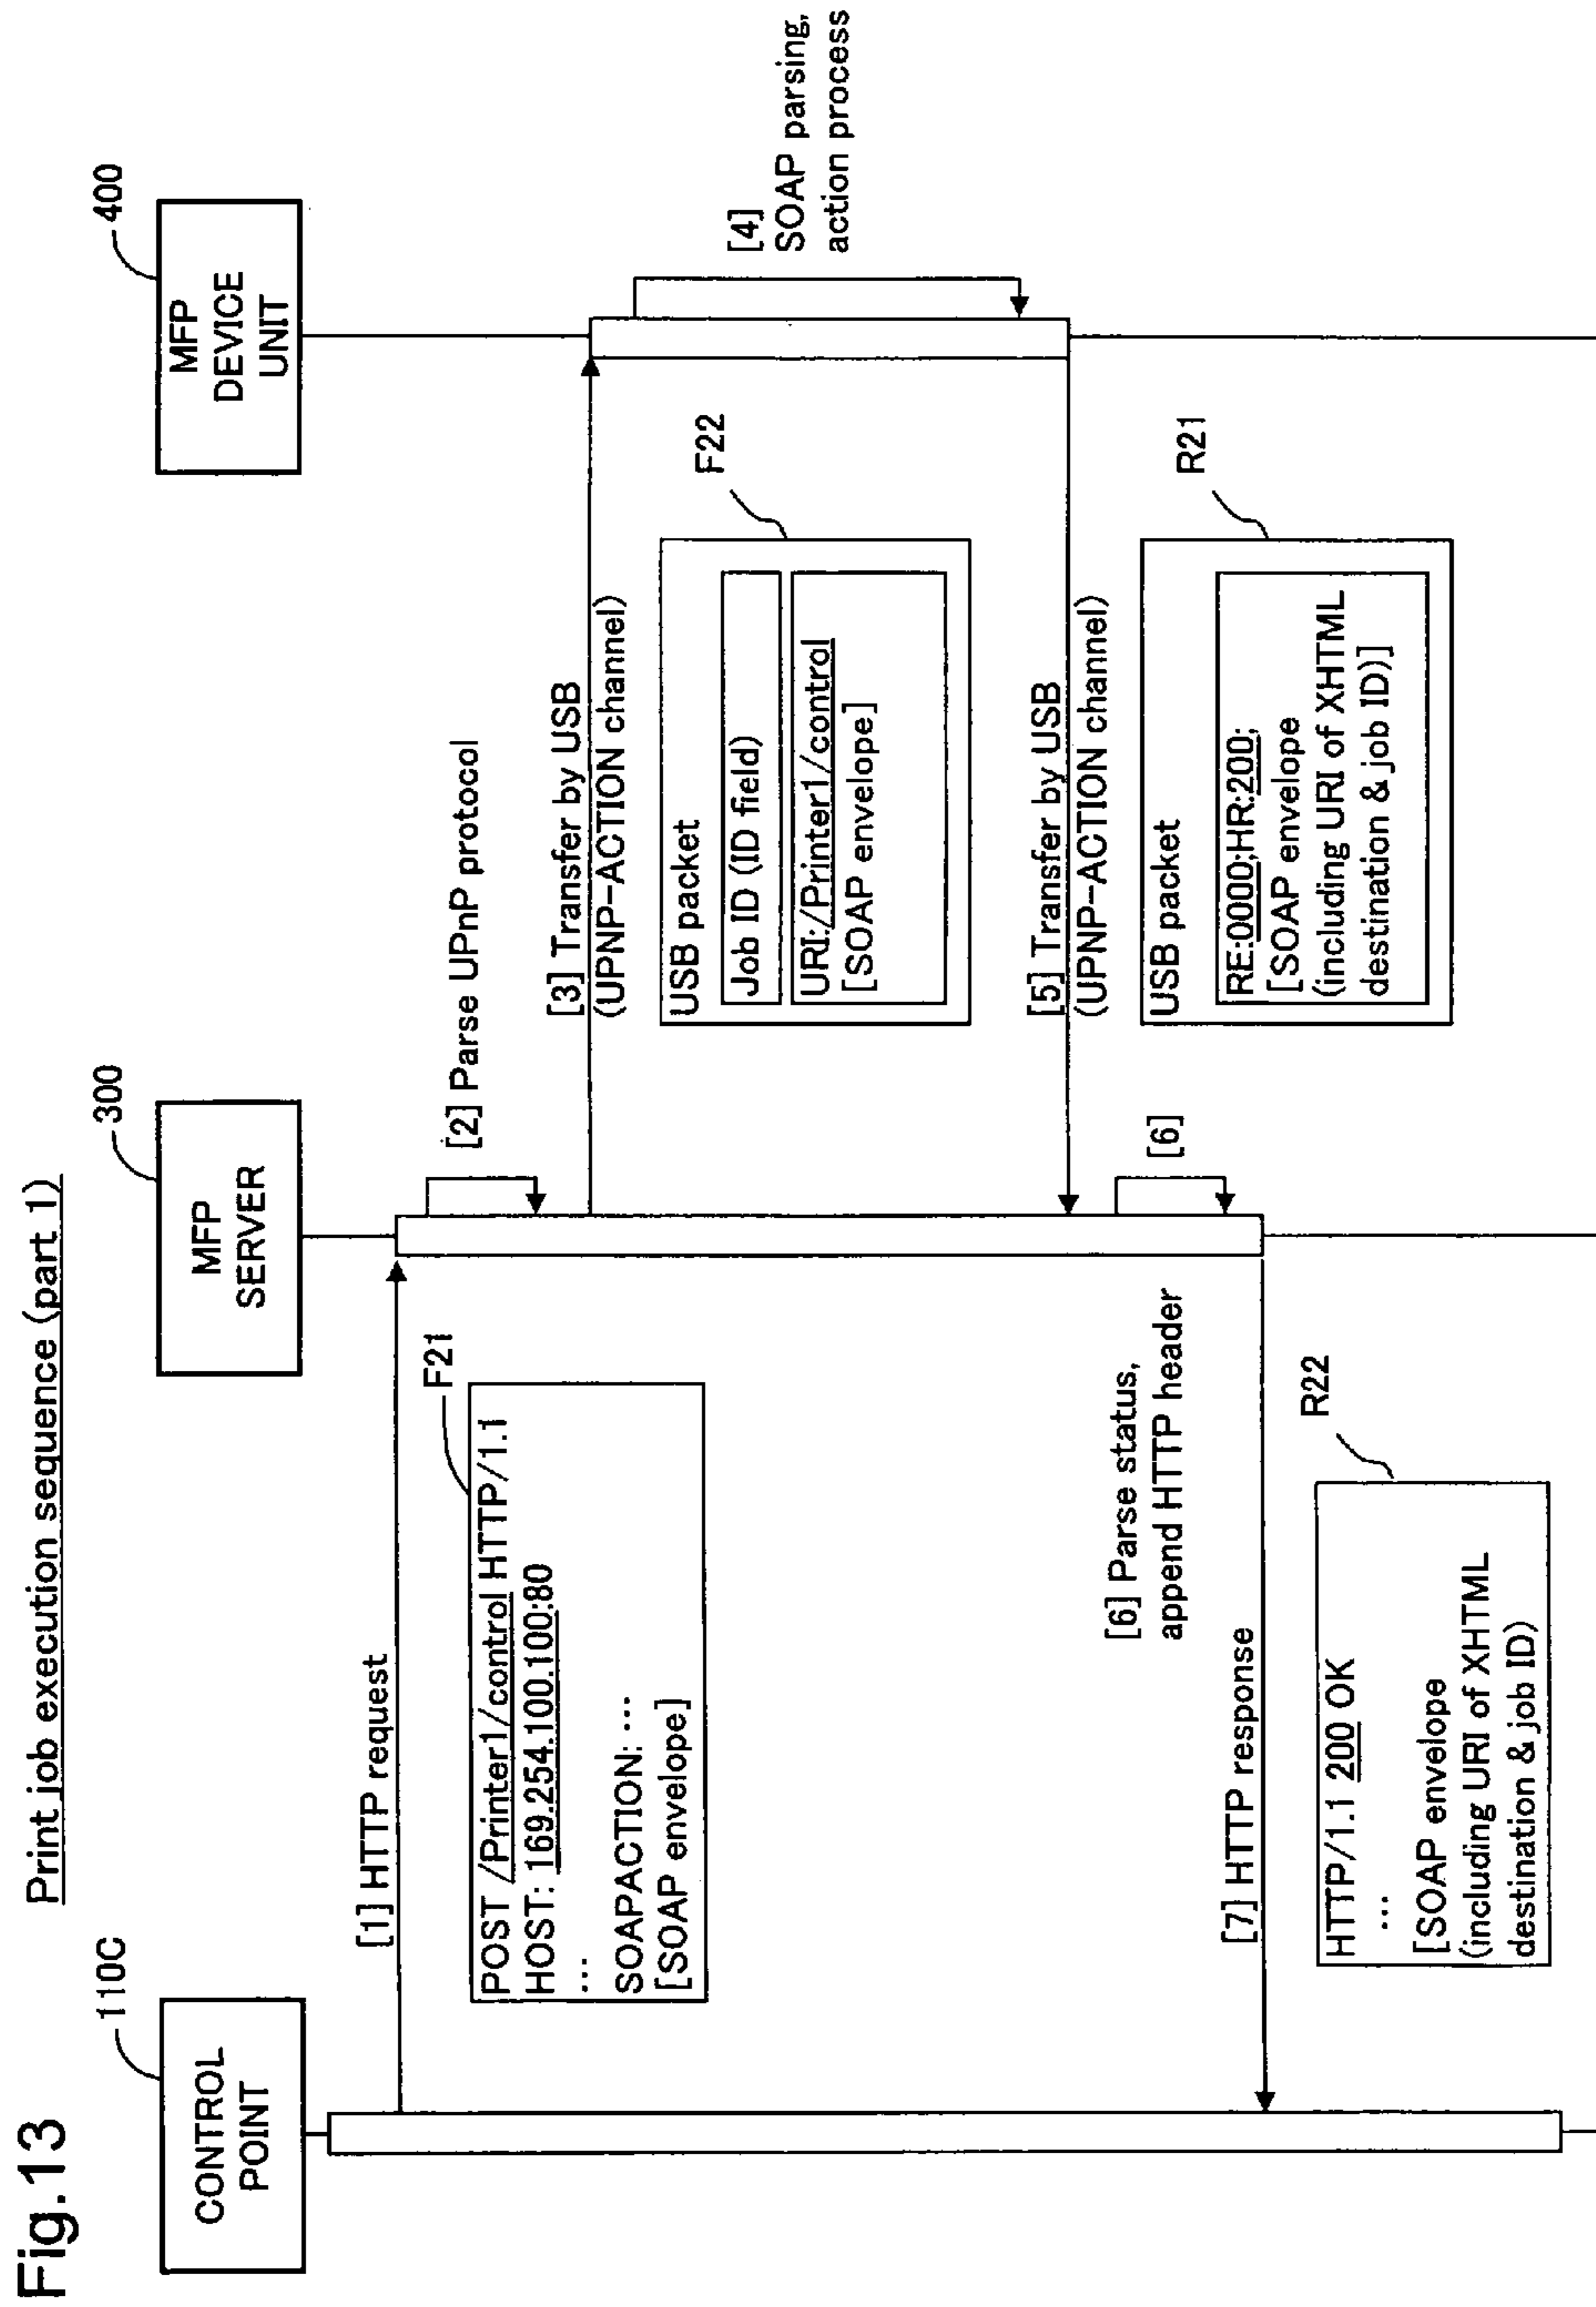 Fig.13
Print job execution sequence (part 1)
110C
CONTROL
POINT
300
MFP
SERVER
400
MFP
DEVICE
UNIT
[1] HTTP request
F21
POST /Printer1/control HTTP/1.1
HOST: 169.254.100.100:80
...
SOAPACTION: ...
[SOAP envelope]
[2] Parse UPnP protocol
[3] Transfer by USB
(UPNP-ACTION channel)
F22
USB packet
Job ID (ID field)
URI:/Printer1/control
[SOAP envelope]
[4]
SOAP parsing,
action process
[5] Transfer by USB
(UPNP-ACTION channel)
R21
USB packet
RE:0000;HR:200;
[SOAP envelope
(including URI of XHTML
destination & job ID)]
[6]
[6] Parse status,
append HTTP header
[7] HTTP response
R22
HTTP/1.1 200 OK
...
[SOAP envelope
(including URI of XHTML
destination & job ID)